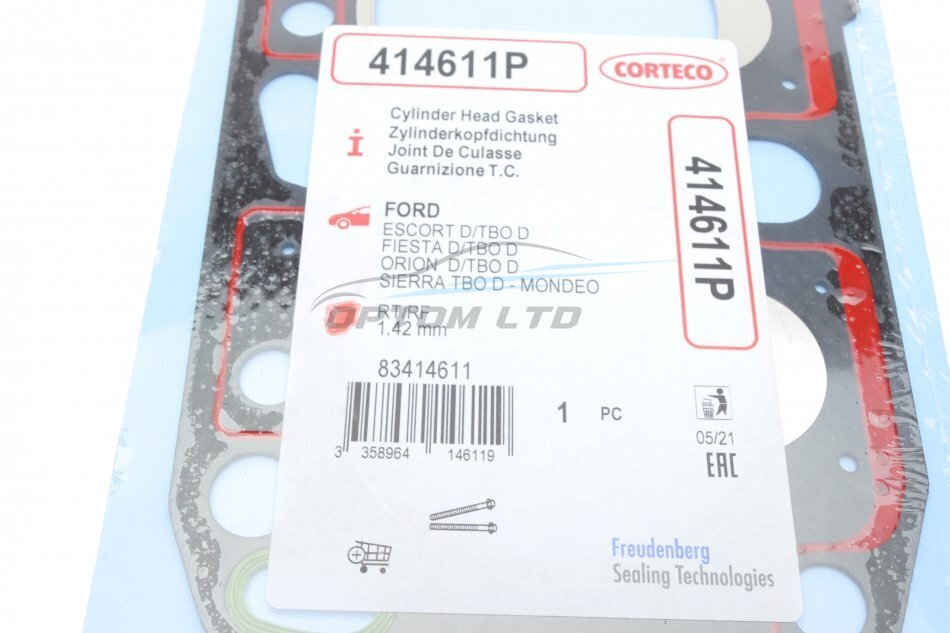 414611P
CORTECO
Cylinder Head Gasket
Zylinderkopfdichtung
Joint De Culasse
Guarnizione T.C.
414611P
FORD
ESCORT D/TBO D
FIESTA D/TBO D
ORION D/TBO D
SIERRA TBO D - MONDEO
RT/RF
1.42 mm
OPTOM LTD
83414611
3 358964 146119
1 PC
05/21
EAC
Freudenberg
Sealing Technologies